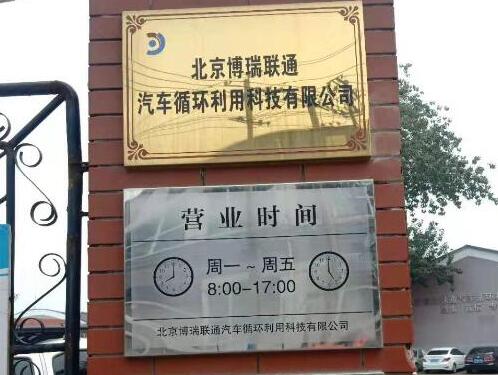 北京博瑞联通
汽车循环利用科技有限公司
营业时间
周一~周五
8:00-17:00
北京博瑞联通汽车循环利用科技有限公司